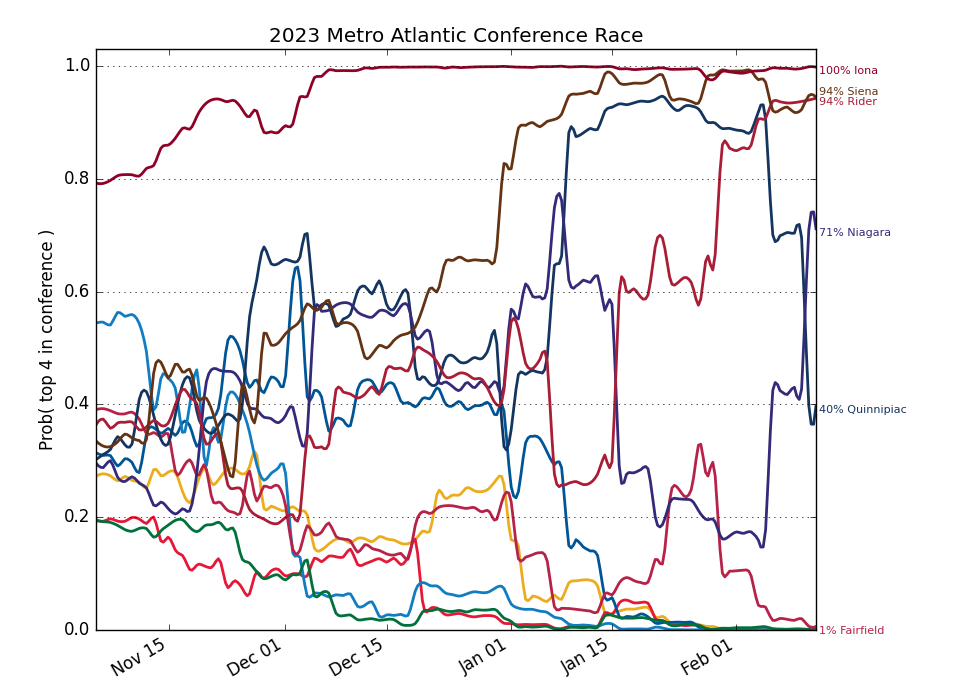 2023 Metro Atlantic Conference Race
Prob( top 4 in conference )
1.0
0.8
0.6
0.4
0.2
0.0
Nov 15
Dec 01
Dec 15
Jan 01
Jan 15
Feb 01
100% Iona
94% Siena
94% Rider
71% Niagara
40% Quinnipiac
1% Fairfield